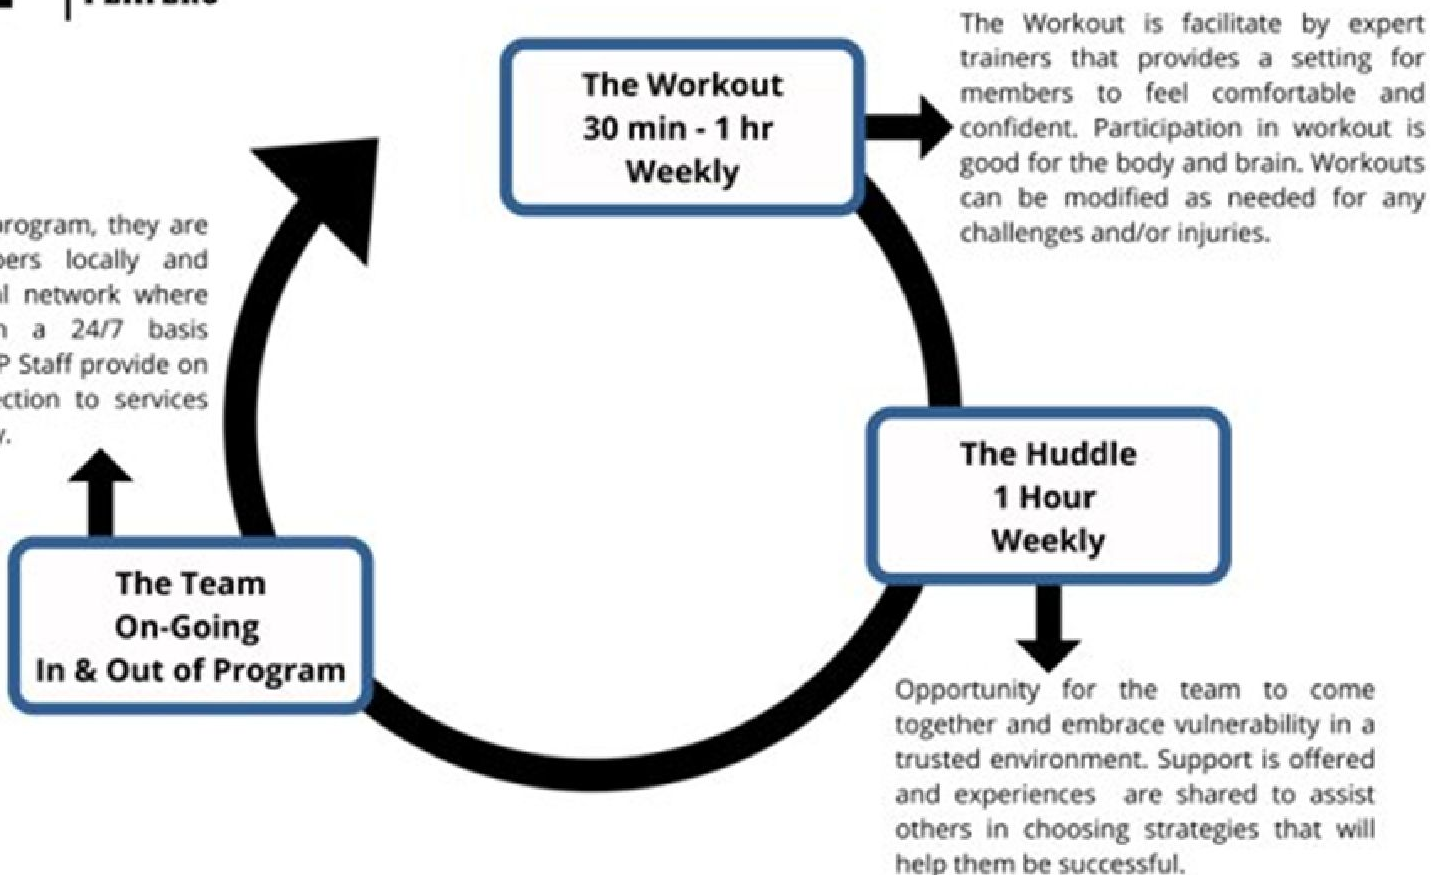 The Workout
30 min - 1 hr
Weekly
The Workout is facilitate by expert
trainers that provides a setting for
members to feel comfortable and
confident. Participation in workout is
good for the body and brain. Workouts
can be modified as needed for any
challenges and/or injuries.
The Huddle
1 Hour
Weekly
Opportunity for the team to come
together and embrace vulnerability in a
trusted environment. Support is offered
and experiences are shared to assist
others in choosing strategies that will
help them be successful.
The Team
On-Going
In & Out of Program
program, they are
locally and
network where
a 24/7 basis
P Staff provide on
to services